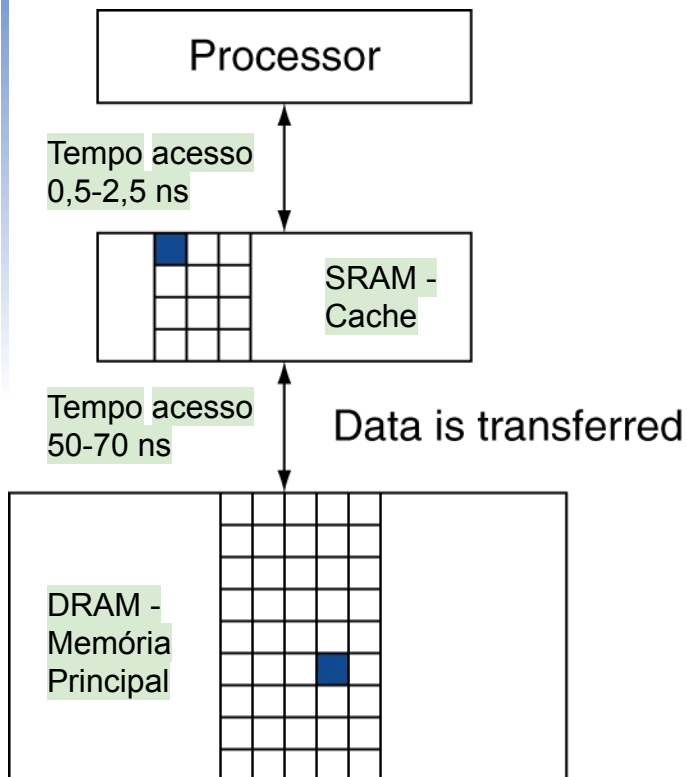 Processor
Tempo acesso
0,5-2,5 ns
SRAM -
Cache
Tempo acesso
50-70 ns
Data is transferred
DRAM -
Memória
Principal